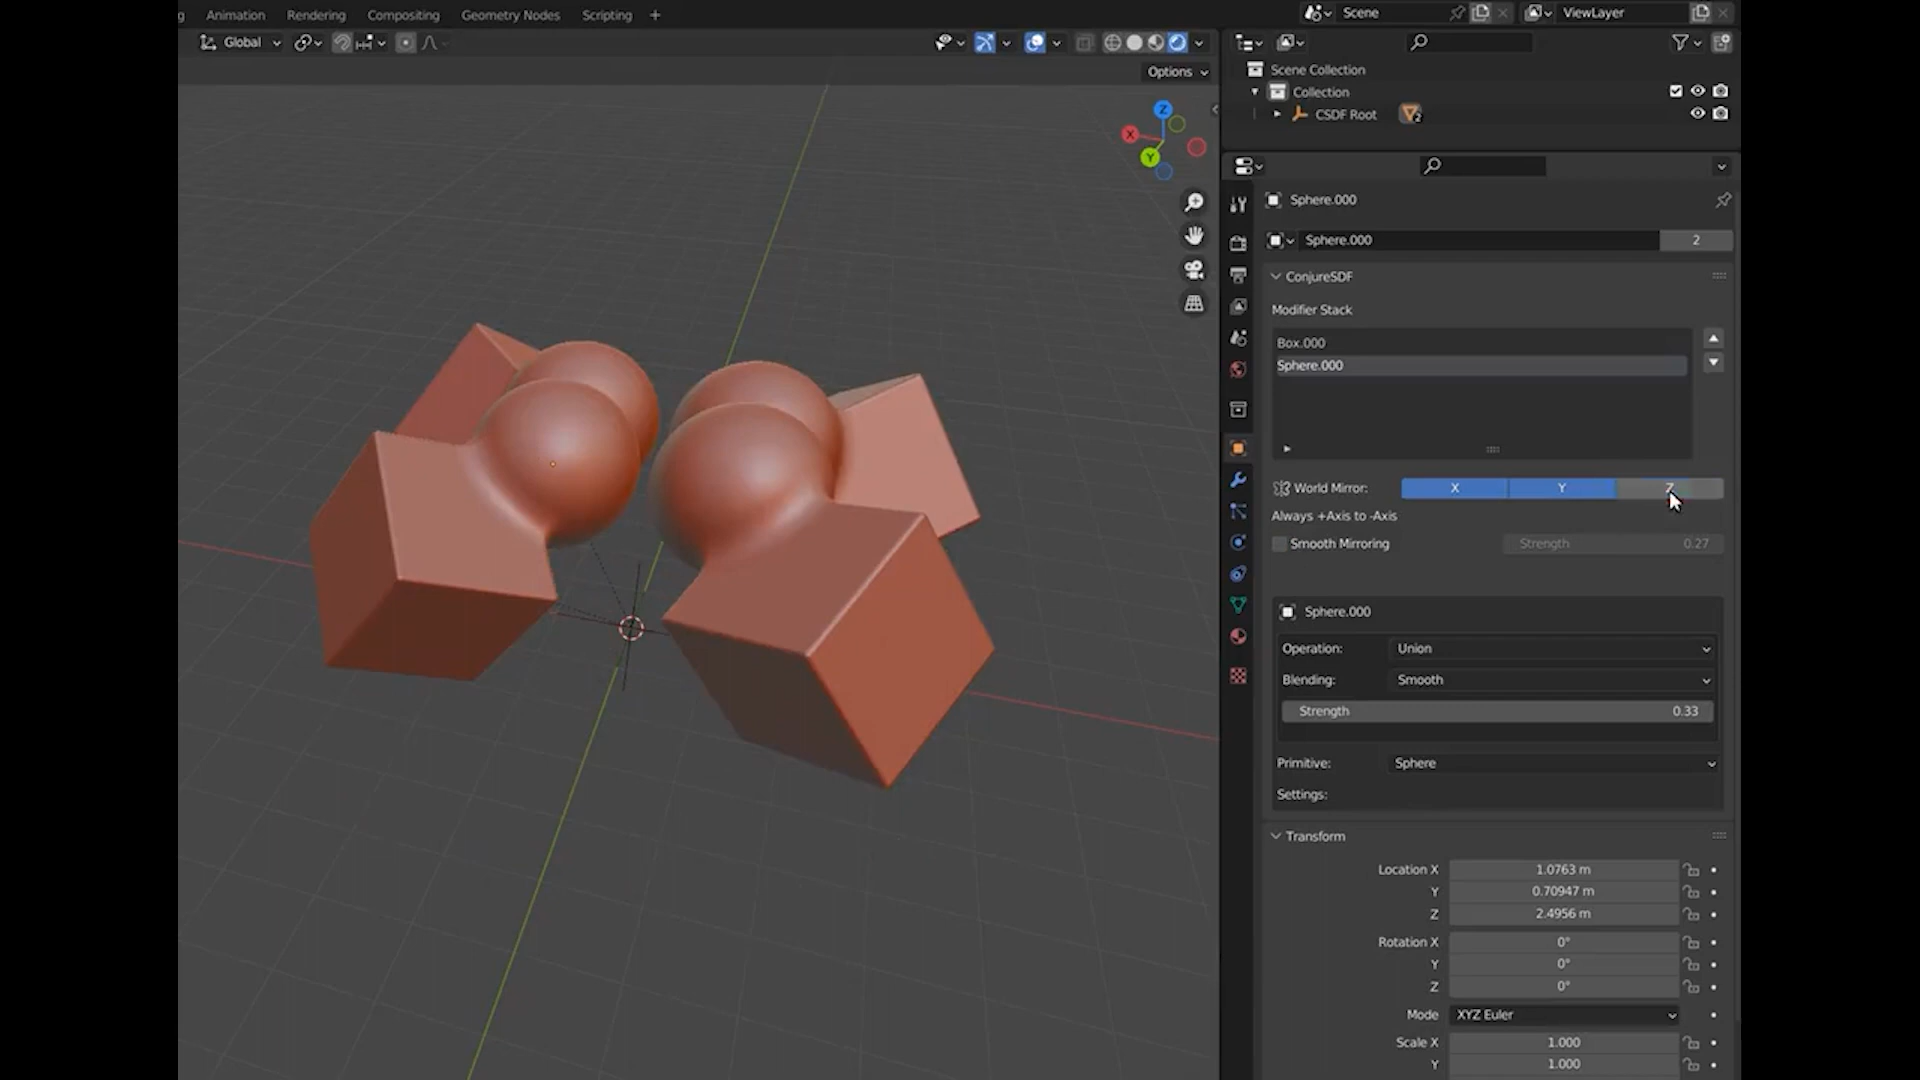 g Animation Rendering Compositing Geometry Nodes Scripting +
Scene ViewLayer
Global
Options
Z
X
Y
Scene Collection
Collection
CSDF Root 2
Sphere.000
Sphere.000 2
ConjureSDF
Modifier Stack
Box.000
Sphere.000
World Mirror: X Y Z
Always +Axis to -Axis
Smooth Mirroring Strength 0.27
Sphere.000
Operation: Union
Blending: Smooth
Strength 0.33
Primitive: Sphere
Settings:
Transform
Location X 1.0763 m
Y 0.70947 m
Z 2.4956 m
Rotation X 0°
Y 0°
Z 0°
Mode XYZ Euler
Scale X 1.000
Y 1.000